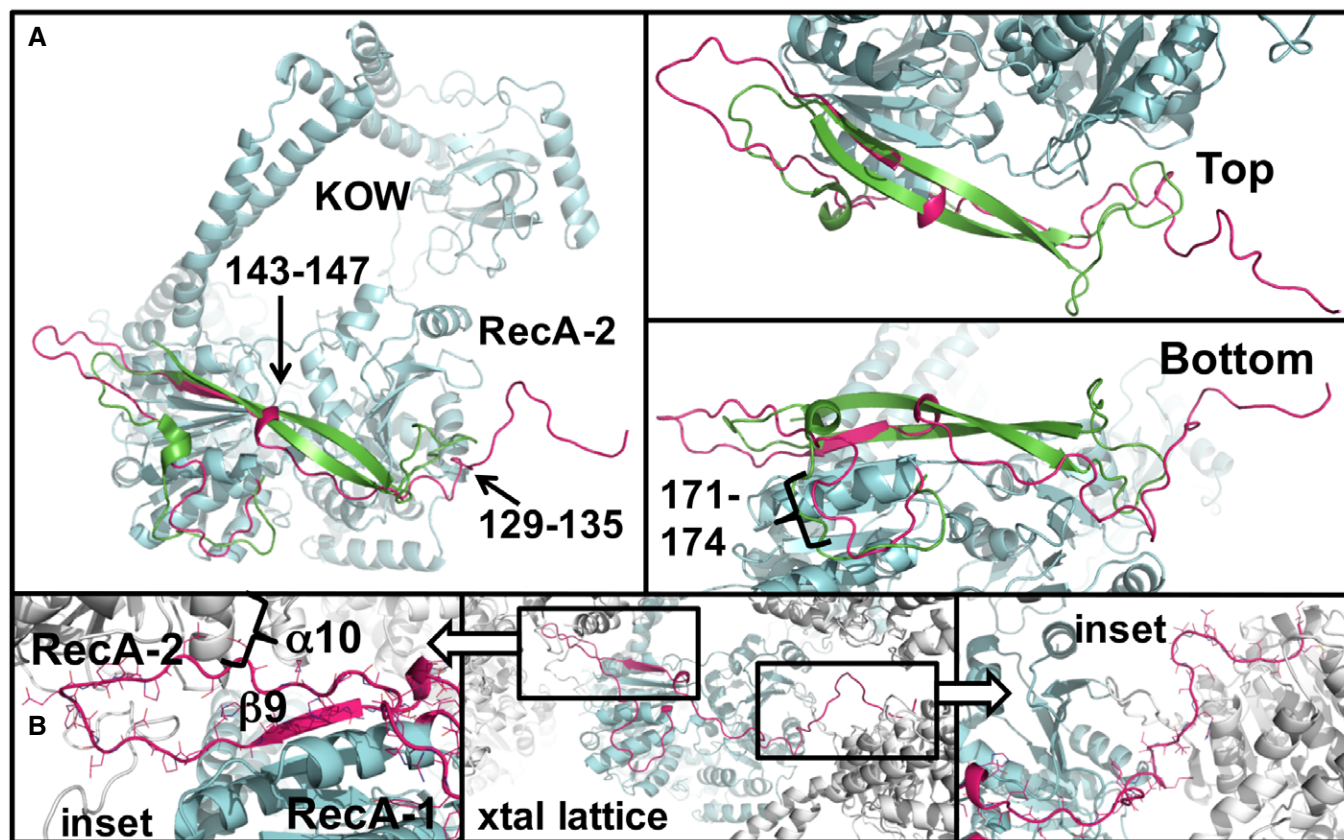 A
KOW
143-147
RecA-2
129-135
Top
Bottom
171-
174
B
RecA-2
α10
β9
inset
RecA-1
xtal lattice
inset